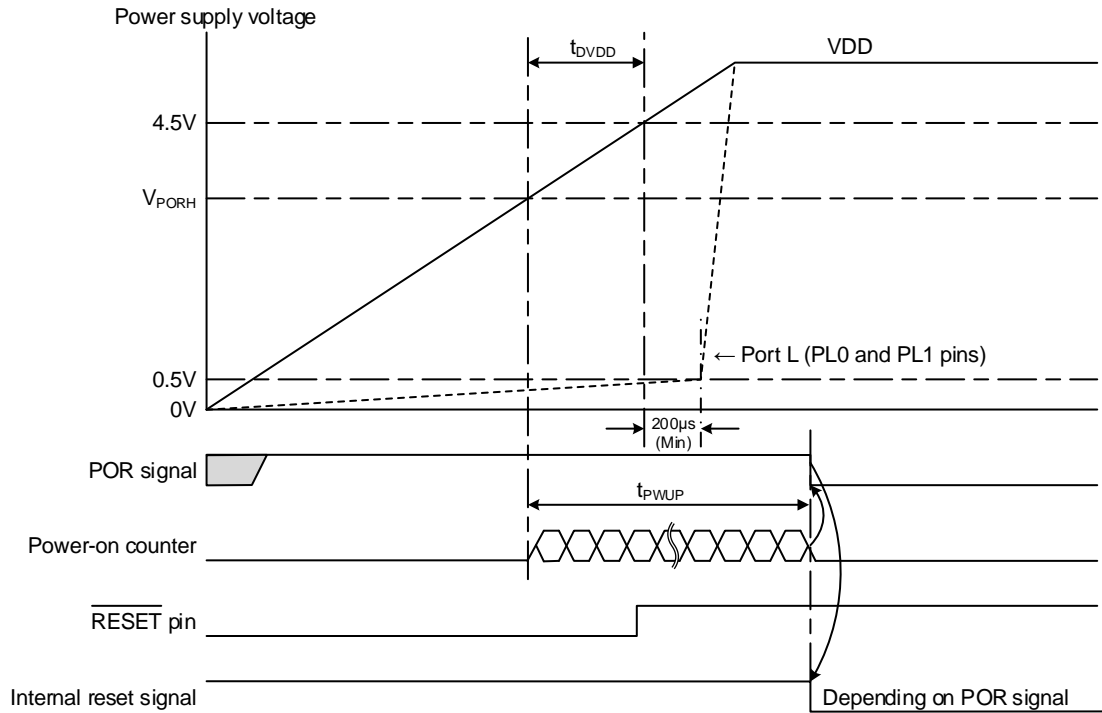 Power supply voltage
tDVDD
VDD
4.5V
VPORH
← Port L (PL0 and PL1 pins)
0.5V
0V
200µs
(Min)
POR signal
tPWUP
Power-on counter
RESET pin
Internal reset signal
Depending on POR signal